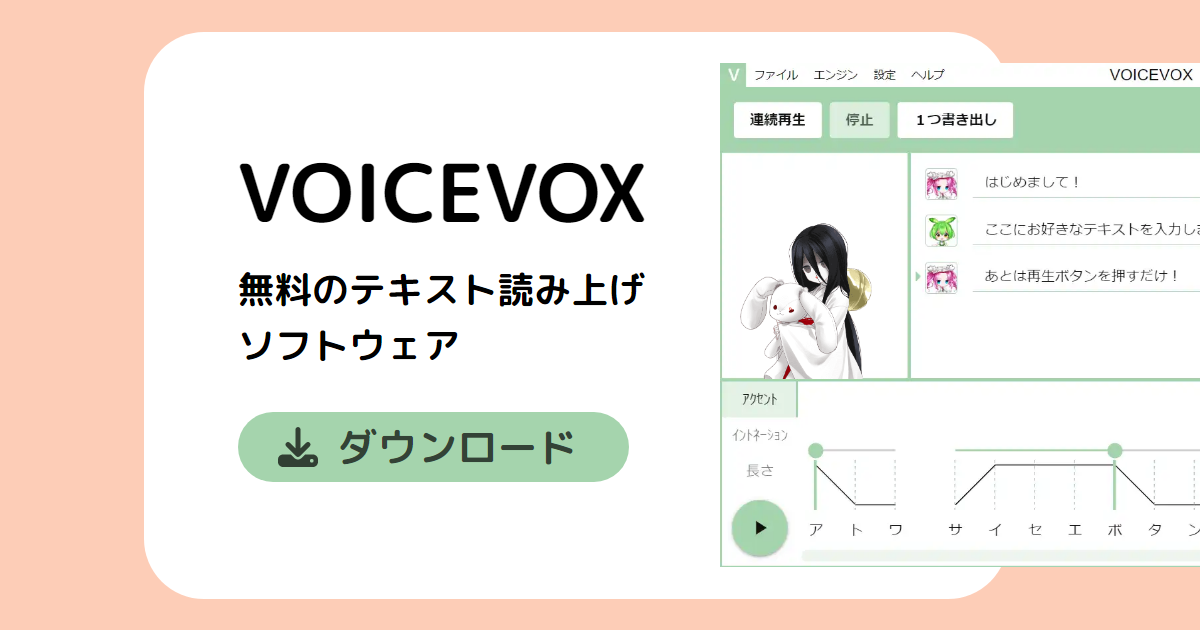 VOICEVOX
無料のテキスト読み上げ
ソフトウェア
ダウンロード
V ファイル エンジン 設定 ヘルプ VOICEVOX
連続再生 停止 1つ書き出し
はじめまして！
ここにお好きなテキストを入力し
あとは再生ボタンを押すだけ！
アクセント
イントネーション
長さ
ア ト ワ サ イ セ エ ボ タ ン